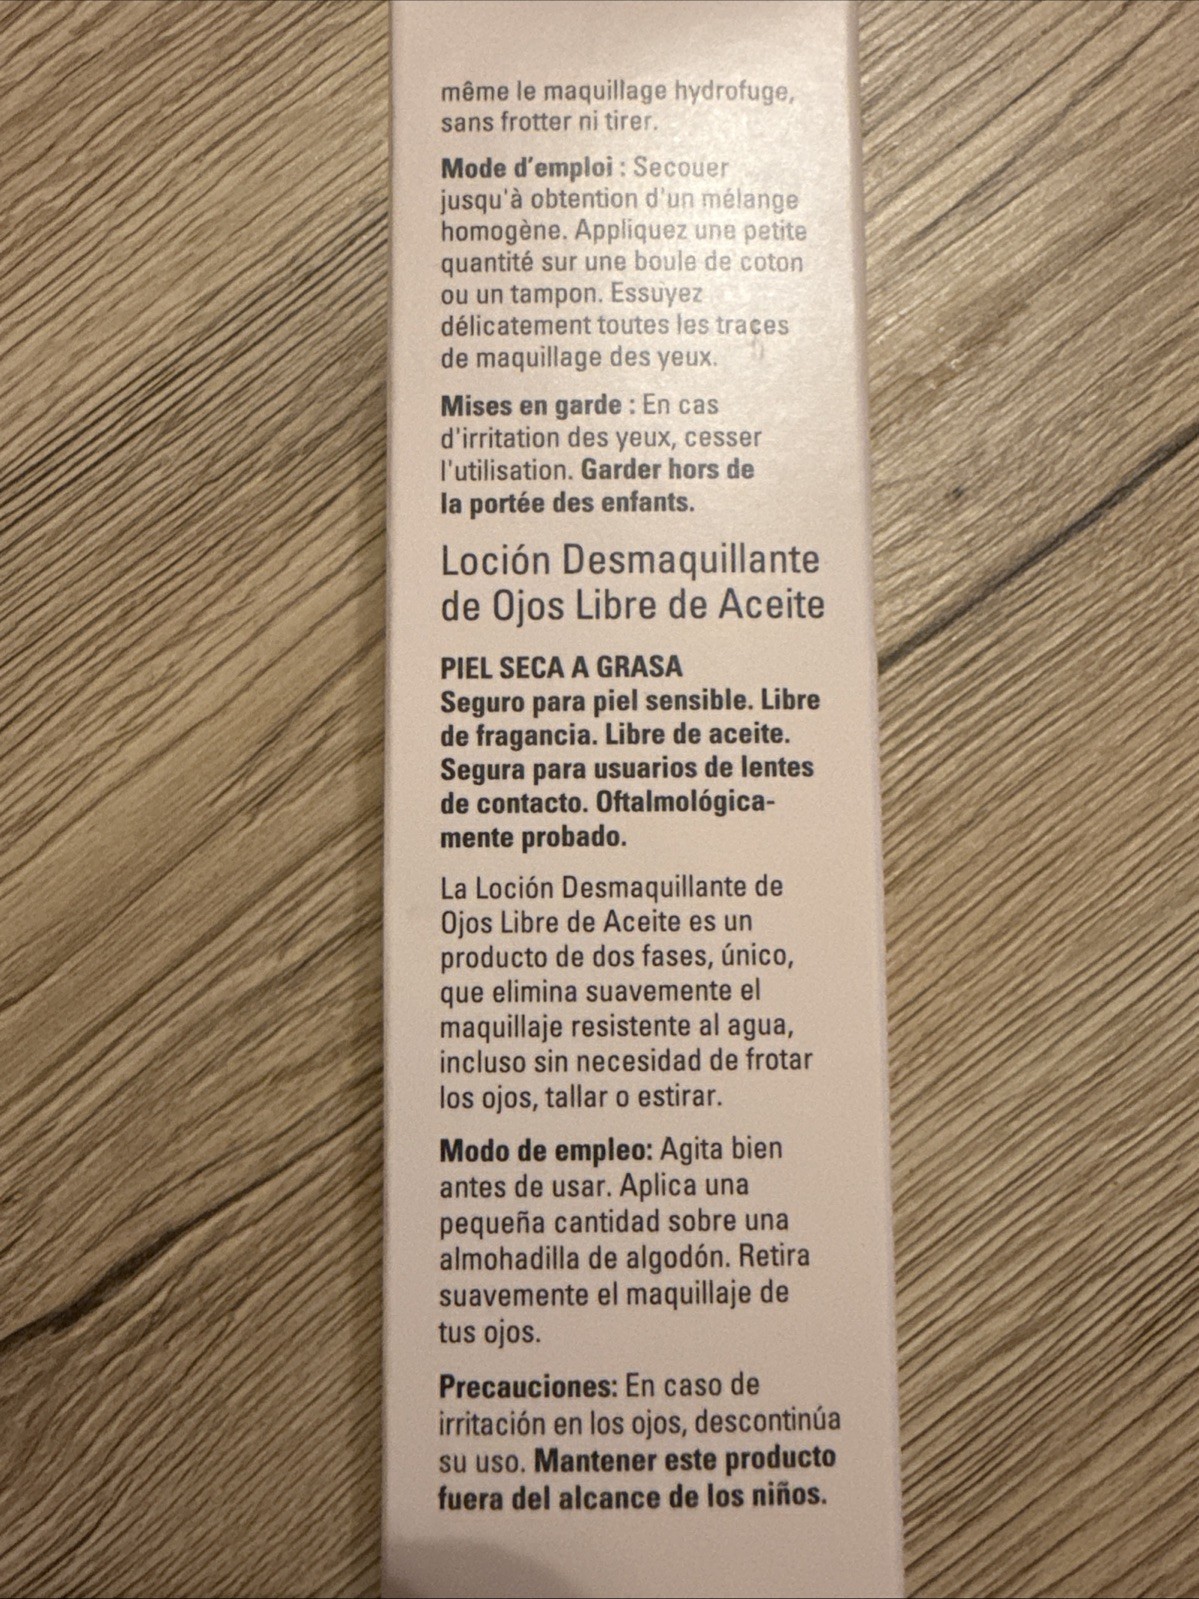 même le maquillage hydrofuge,
sans frotter ni tirer.
Mode d'emploi : Secouer
jusqu'à obtention d'un mélange
homogène. Appliquez une petite
quantité sur une boule de coton
ou un tampon. Essuyez
délicatement toutes les traces
de maquillage des yeux.
Mises en garde : En cas
d'irritation des yeux, cesser
l'utilisation. Garder hors de
la portée des enfants.
Loción Desmaquillante
de Ojos Libre de Aceite
PIEL SECA A GRASA
Seguro para piel sensible. Libre
de fragancia. Libre de aceite.
Segura para usuarios de lentes
de contacto. Oftalmológica-
mente probado.
La Loción Desmaquillante de
Ojos Libre de Aceite es un
producto de dos fases, único,
que elimina suavemente el
maquillaje resistente al agua,
incluso sin necesidad de frotar
los ojos, tallar o estirar.
Modo de empleo: Agita bien
antes de usar. Aplica una
pequeña cantidad sobre una
almohadilla de algodón. Retira
suavemente el maquillaje de
tus ojos.
Precauciones: En caso de
irritación en los ojos, descontinúa
su uso. Mantener este producto
fuera del alcance de los niños.